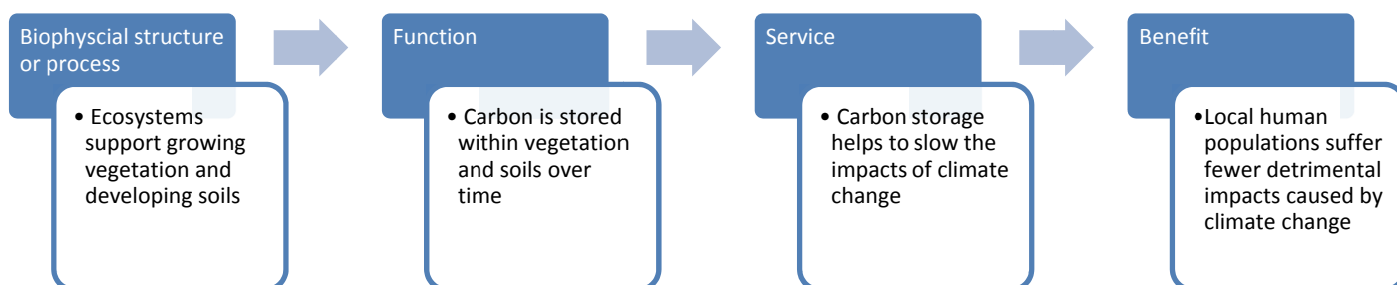 Biophyscial structure
or process
• Ecosystems
support growing
vegetation and
developing soils
Function
• Carbon is stored
within vegetation
and soils over
time
Service
• Carbon storage
helps to slow the
impacts of climate
change
Benefit
•Local human
populations suffer
fewer detrimental
impacts caused by
climate change